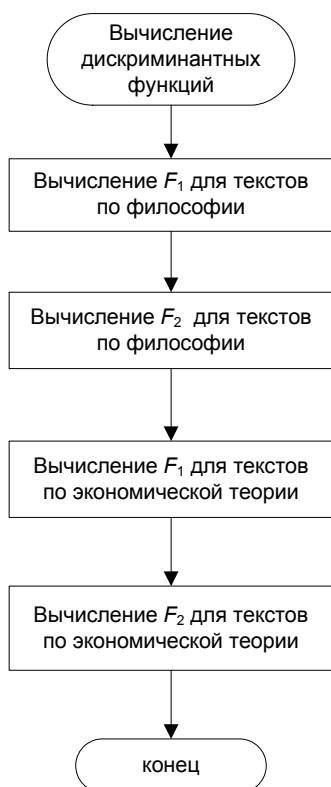 Вычисление
дискриминантных
функций
Вычисление F₁ для текстов
по философии
Вычисление F₂ для текстов
по философии
Вычисление F₁ для текстов
по экономической теории
Вычисление F₂ для текстов
по экономической теории
конец